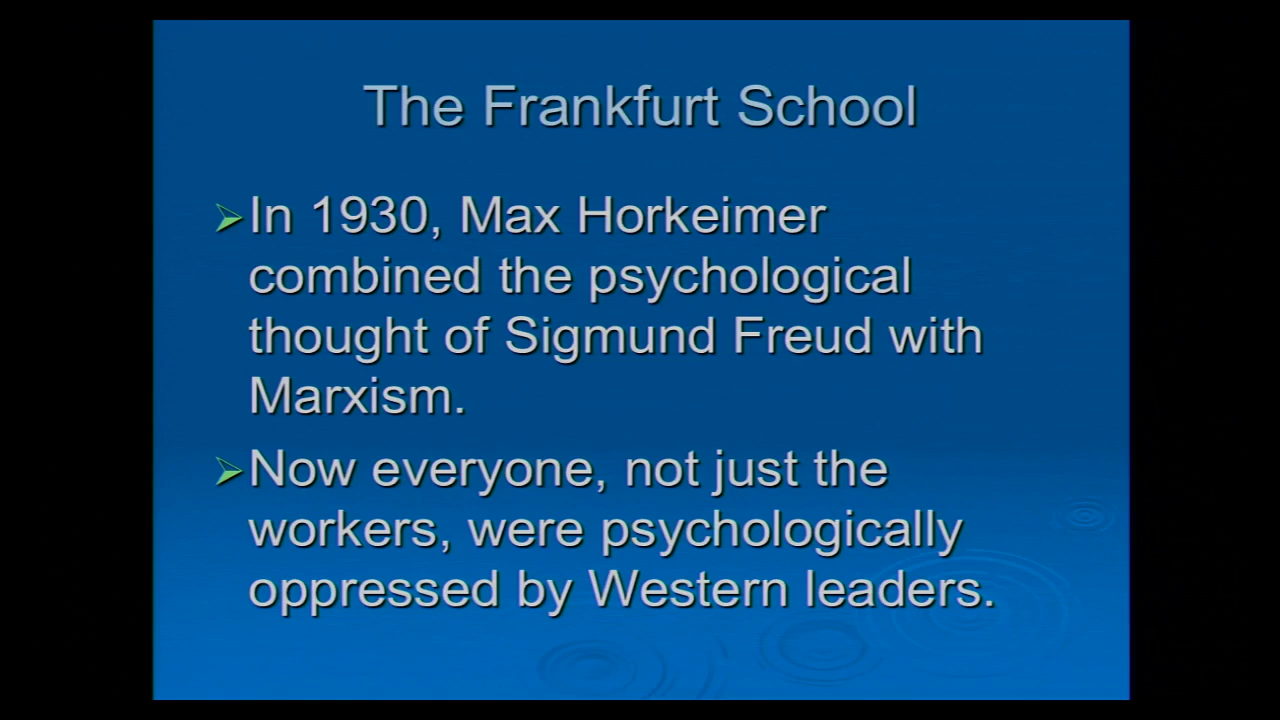 The Frankfurt School
In 1930, Max Horkeimer
combined the psychological
thought of Sigmund Freud with
Marxism.
Now everyone, not just the
workers, were psychologically
oppressed by Western leaders.